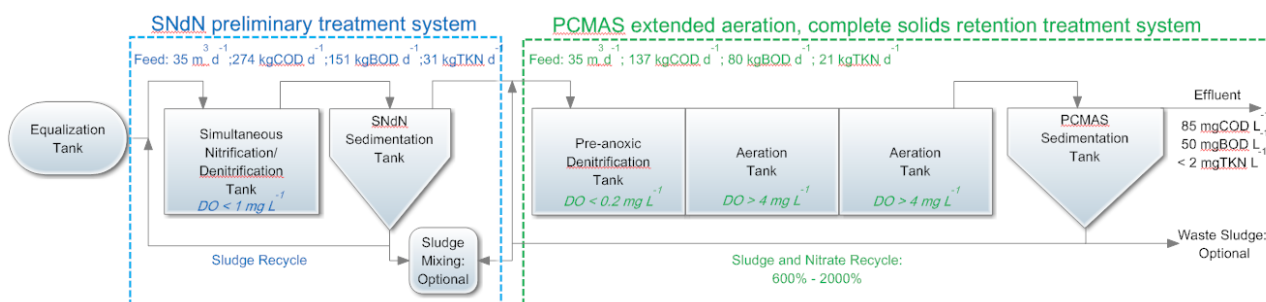 SNdN preliminary treatment system
PCMAS extended aeration, complete solids retention treatment system
Feed: 35 m³ d⁻¹ ;274 kgCOD d⁻¹;151 kgBOD d⁻¹;31 kgTKN d⁻¹
Feed: 35 m³ d⁻¹ ; 137 kgCOD d⁻¹; 80 kgBOD d⁻¹; 21 kgTKN d⁻¹
Equalization
Tank
Simultaneous
Nitrification/
Denitrification
Tank
DO < 1 mg L⁻¹
SNdN
Sedimentation
Tank
Pre-anoxic
Denitrification
Tank
DO < 0.2 mg L⁻¹
Aeration
Tank
DO > 4 mg L⁻¹
Aeration
Tank
DO > 4 mg L⁻¹
PCMAS
Sedimentation
Tank
Effluent
85 mgCOD L⁻¹
50 mgBOD L⁻¹
< 2 mgTKN L⁻¹
Sludge Recycle
Sludge
Mixing:
Optional
Sludge and Nitrate Recycle:
600% - 2000%
Waste Sludge:
Optional